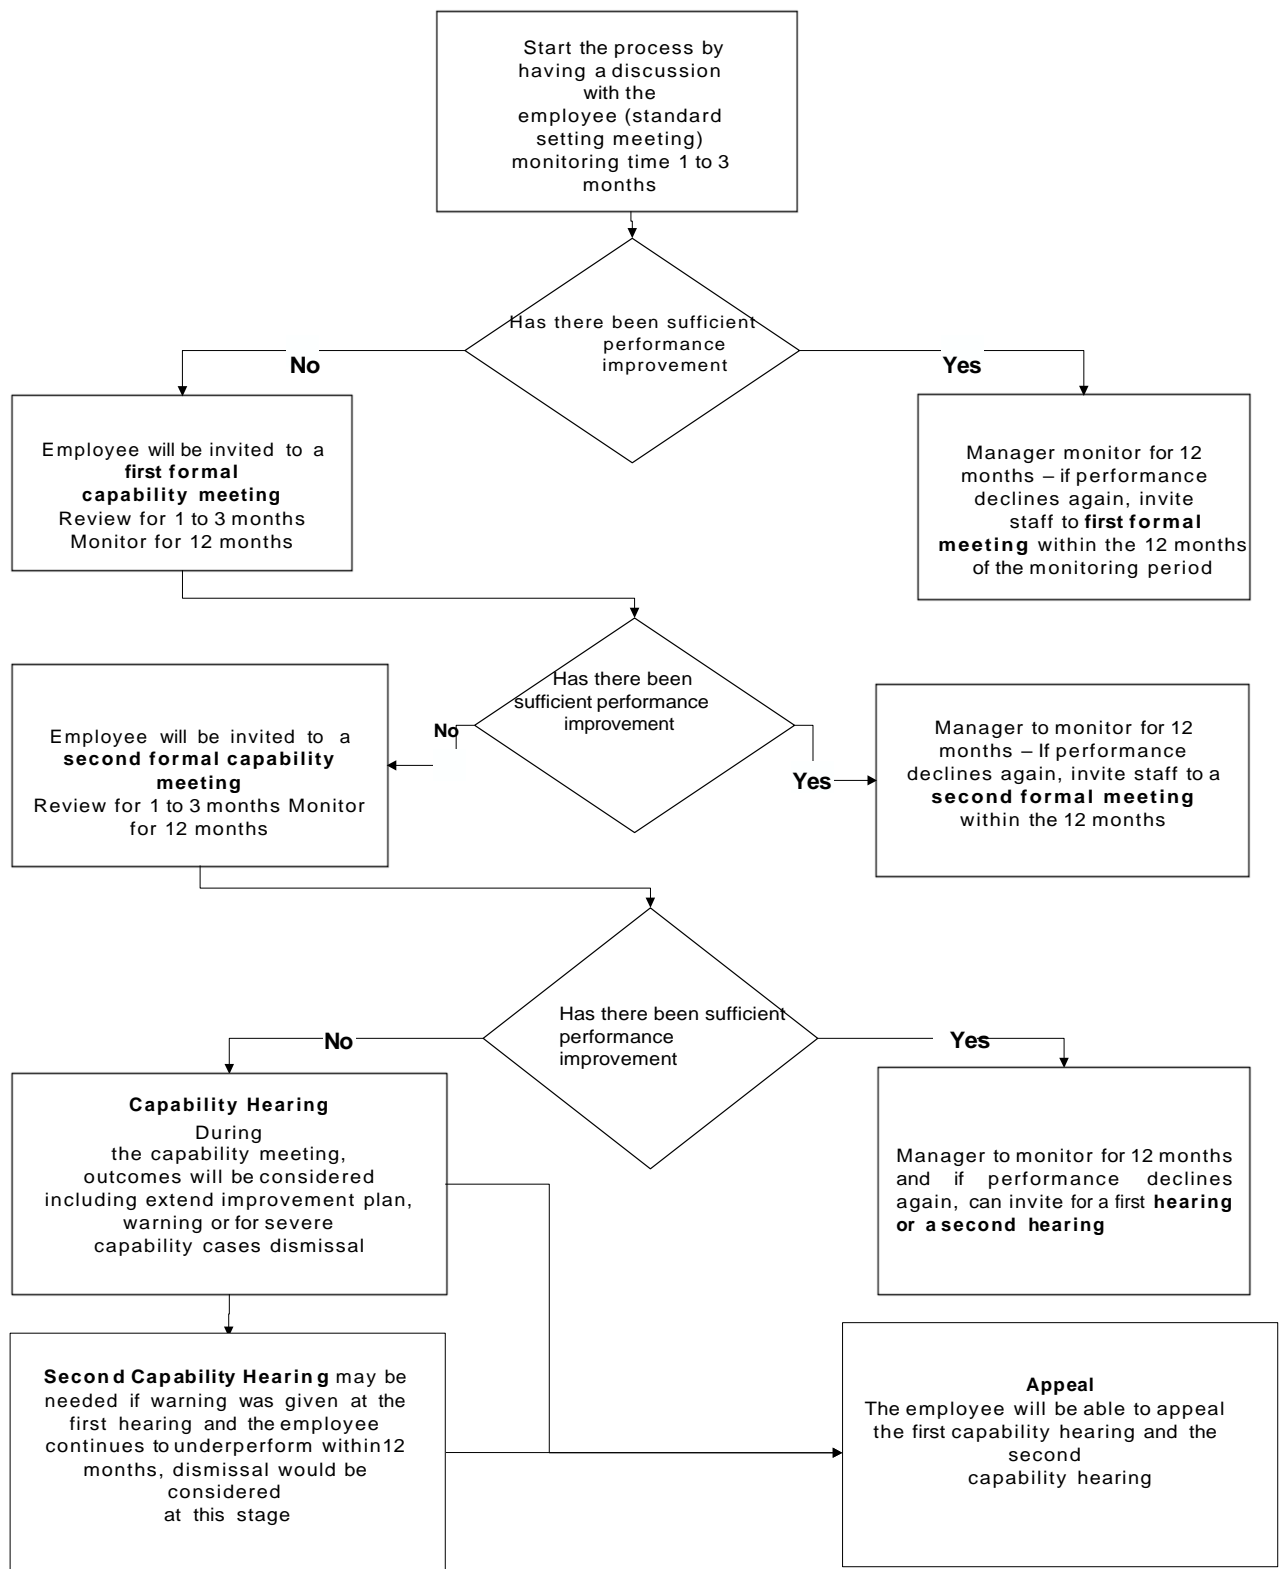 Start the process by
having a discussion
with the
employee (standard
setting meeting)
monitoring time 1 to 3
months
Has there been sufficient
performance
improvement
No
Yes
Employee will be invited to a
first formal
capability meeting
Review for 1 to 3 months
Monitor for 12 months
Manager monitor for 12
months – if performance
declines again, invite
staff to first formal
meeting within the 12 months
of the monitoring period
Has there been
sufficient performance
improvement
No
Yes
Employee will be invited to a
second formal capability
meeting
Review for 1 to 3 months Monitor
for 12 months
Manager to monitor for 12
months – If performance
declines again, invite staff to a
second formal meeting
within the 12 months
Has there been sufficient
performance
improvement
No
Yes
Capability Hearing
During
the capability meeting,
outcomes will be considered
including extend improvement plan,
warning or for severe
capability cases dismissal
Manager to monitor for 12 months
and if performance declines
again, can invite for a first hearing
or a second hearing
Second Capability Hearing may be
needed if warning was given at the
first hearing and the employee
continues to underperform within 12
months, dismissal would be
considered
at this stage
Appeal
The employee will be able to appeal
the first capability hearing and the
second
capability hearing